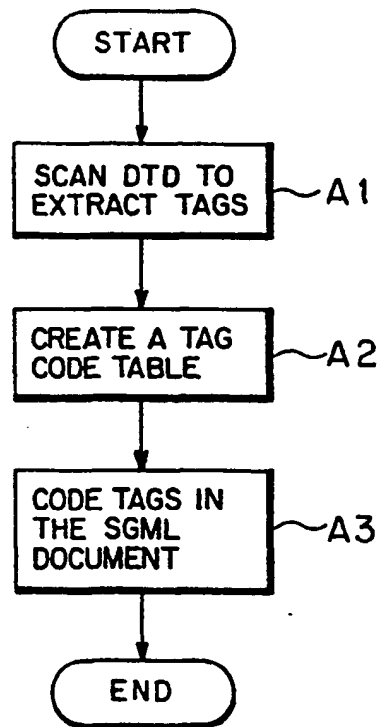 START
SCAN DTD TO
EXTRACT TAGS
A1
CREATE A TAG
CODE TABLE
A2
CODE TAGS IN
THE SGML
DOCUMENT
A3
END